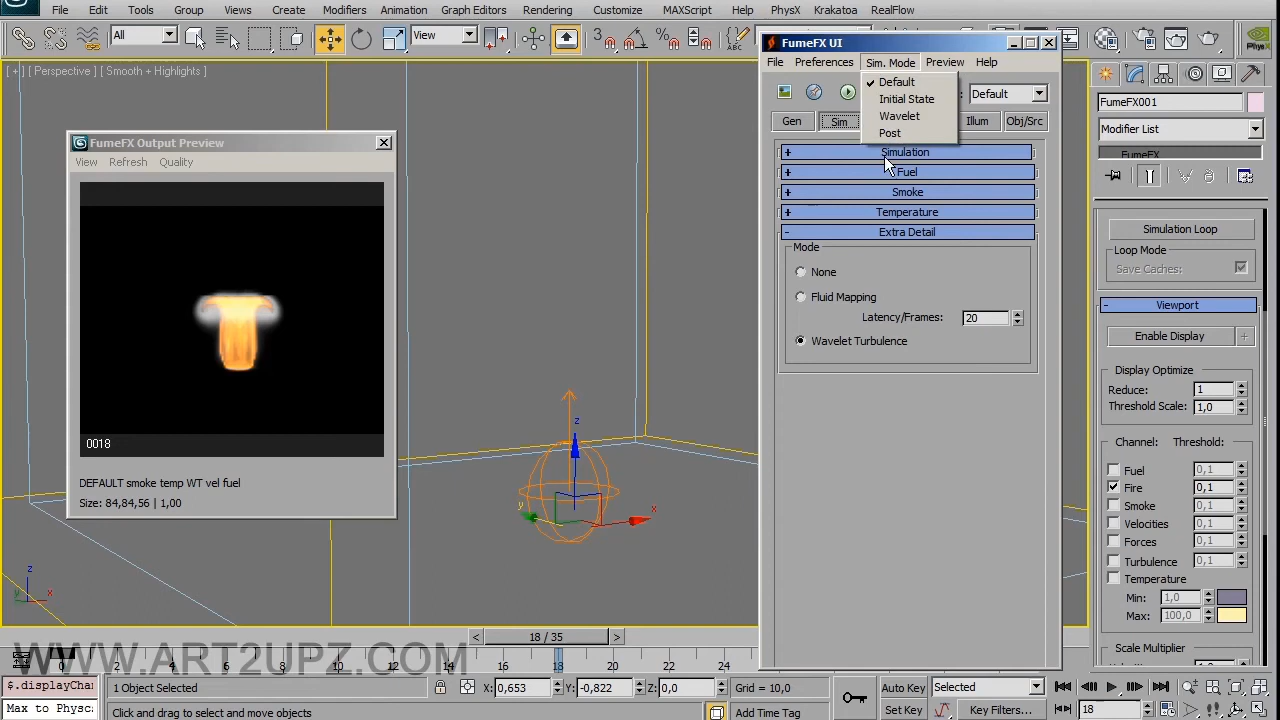 Edit Tools Group Views Create Modifiers Animation Graph Editors Rendering Customize MAXScript Help PhysX Krakatoa RealFlow
All View 3 PhysX
[ + ] [ Perspective ] [ Smooth + Highlights ]
FumeFX Output Preview
View Refresh Quality
0018
DEFAULT smoke temp WT vel fuel
Size: 84,84,56 | 1,00
z
x
y
z
x
FumeFX UI
File Preferences Sim. Mode Preview Help
Default
Initial State
Wavelet
Post
: Default
Gen Sim Illum Obj/Src
+ Simulation
+ Fuel
+ Smoke
+ Temperature
- Extra Detail
Mode
None
Fluid Mapping
Latency/Frames: 20
Wavelet Turbulence
FumeFX001
Modifier List
FumeFX
Simulation Loop
Loop Mode
Save Caches:
- Viewport
Enable Display +
Display Optimize
Reduce: 1
Threshold Scale: 1,0
Channel: Threshold:
Fuel 0,1
Fire 0,1
Smoke 0,1
Velocities 0,1
Forces 0,1
Turbulence 0,1
Temperature
Min: 1,0
Max: 100,0
Scale Multiplier
< 18 / 35 >
WWW.ART2UPZ.COM
0 2 4 6 8 10 12 14 16 18 20 22 24
$.displayChar 1 Object Selected X: 0,653 Y: -0,822 Z: 0,0 Grid = 10,0 Auto Key Selected
Max to Physca Click and drag to select and move objects Add Time Tag Set Key Key Filters... 18